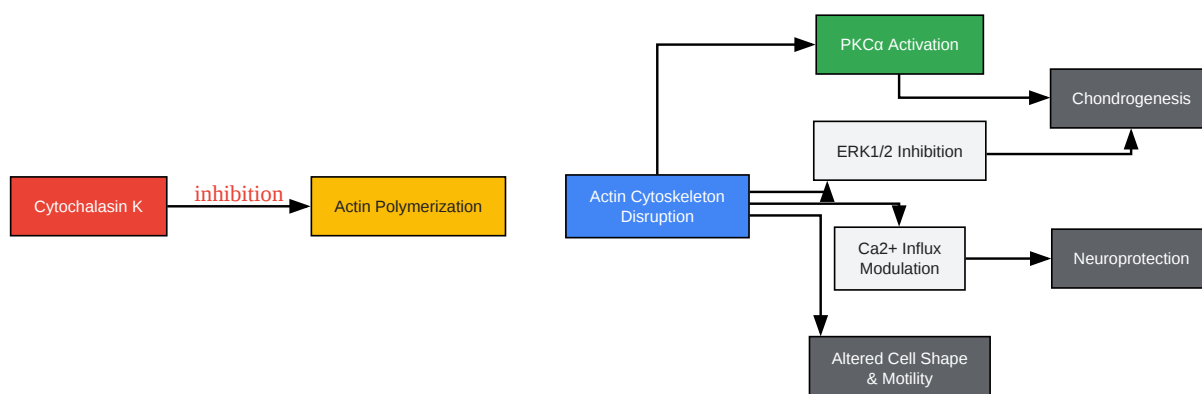 Cytochalasin K
inhibition
Actin Polymerization
Actin Cytoskeleton
Disruption
PKCα Activation
Chondrogenesis
ERK1/2 Inhibition
Ca2+ Influx
Modulation
Neuroprotection
Altered Cell Shape
& Motility